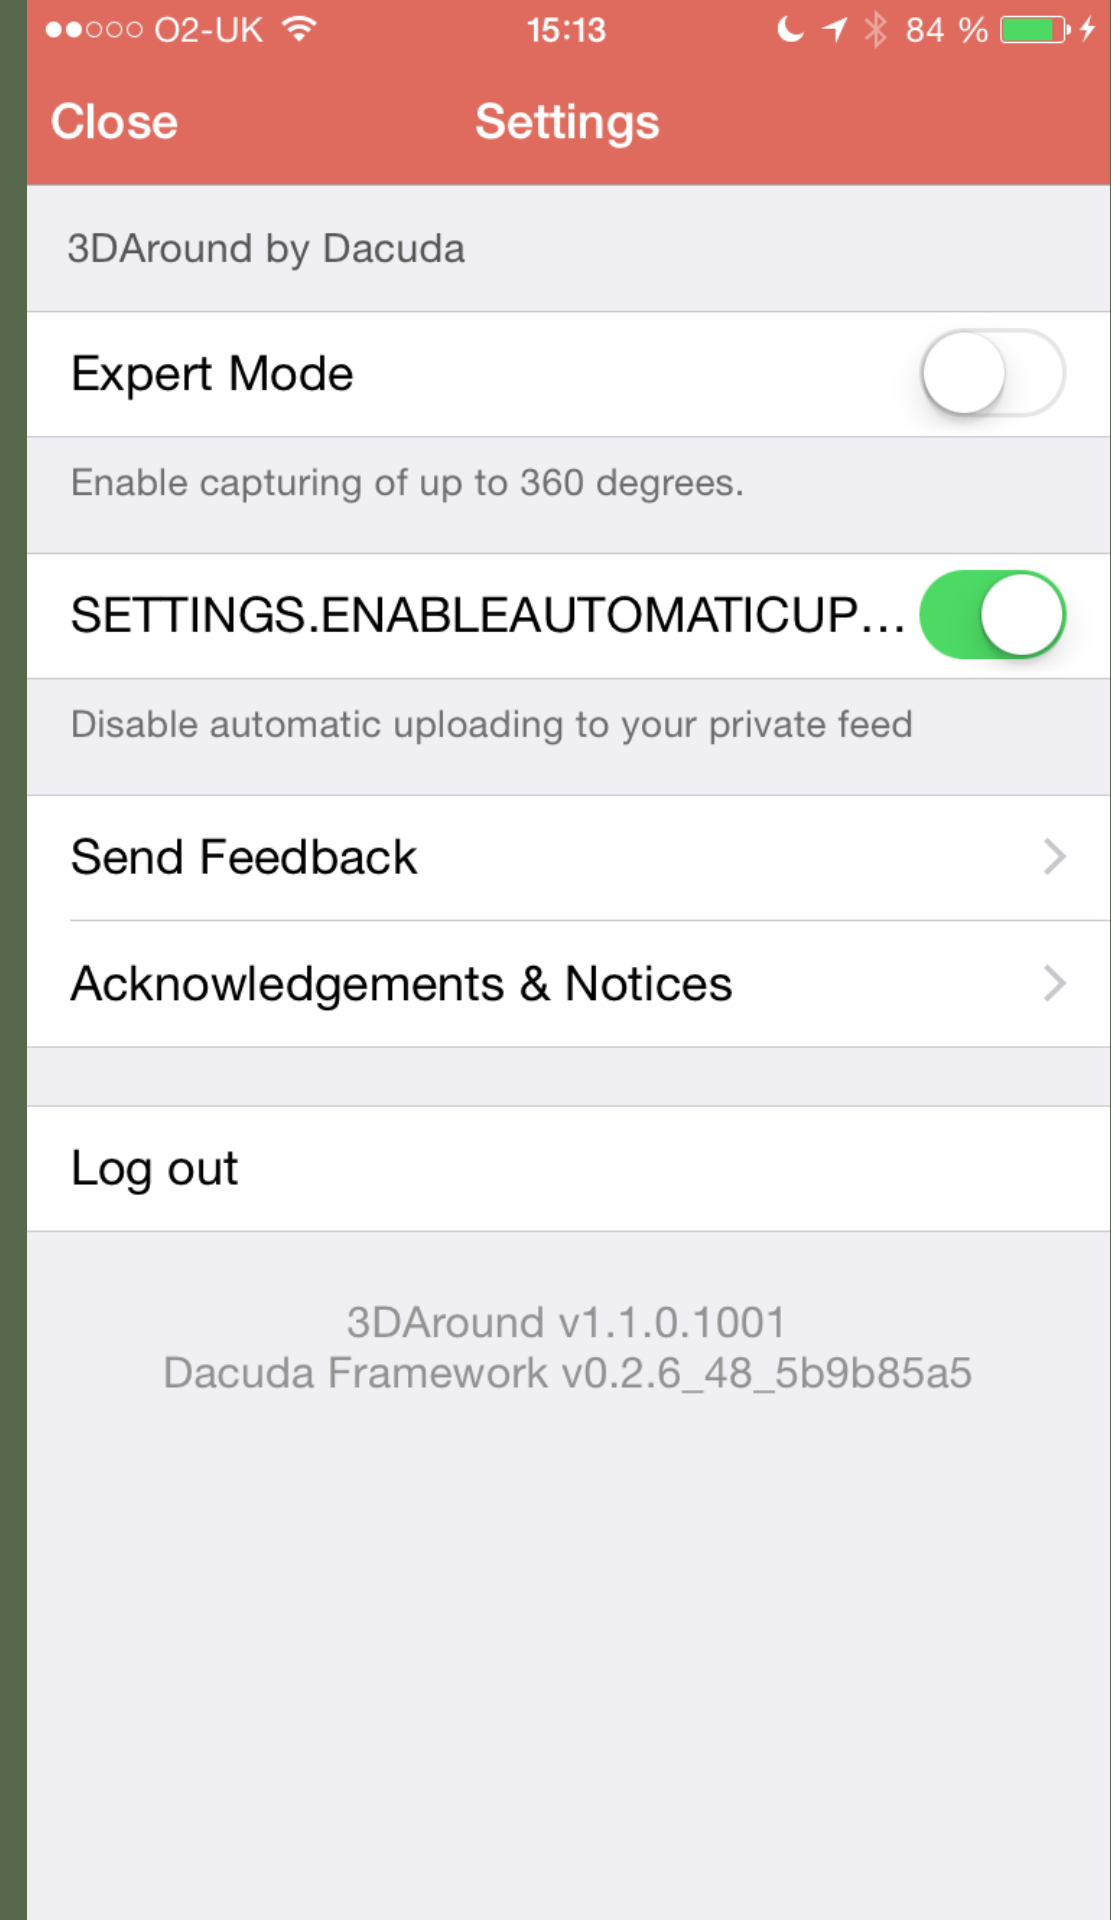 O2-UK 15:13 84 %
Close Settings
3DAround by Dacuda
Expert Mode
Enable capturing of up to 360 degrees.
SETTINGS.ENABLEAUTOMATICUP...
Disable automatic uploading to your private feed
Send Feedback
Acknowledgements & Notices
Log out
3DAround v1.1.0.1001
Dacuda Framework v0.2.6_48_5b9b85a5